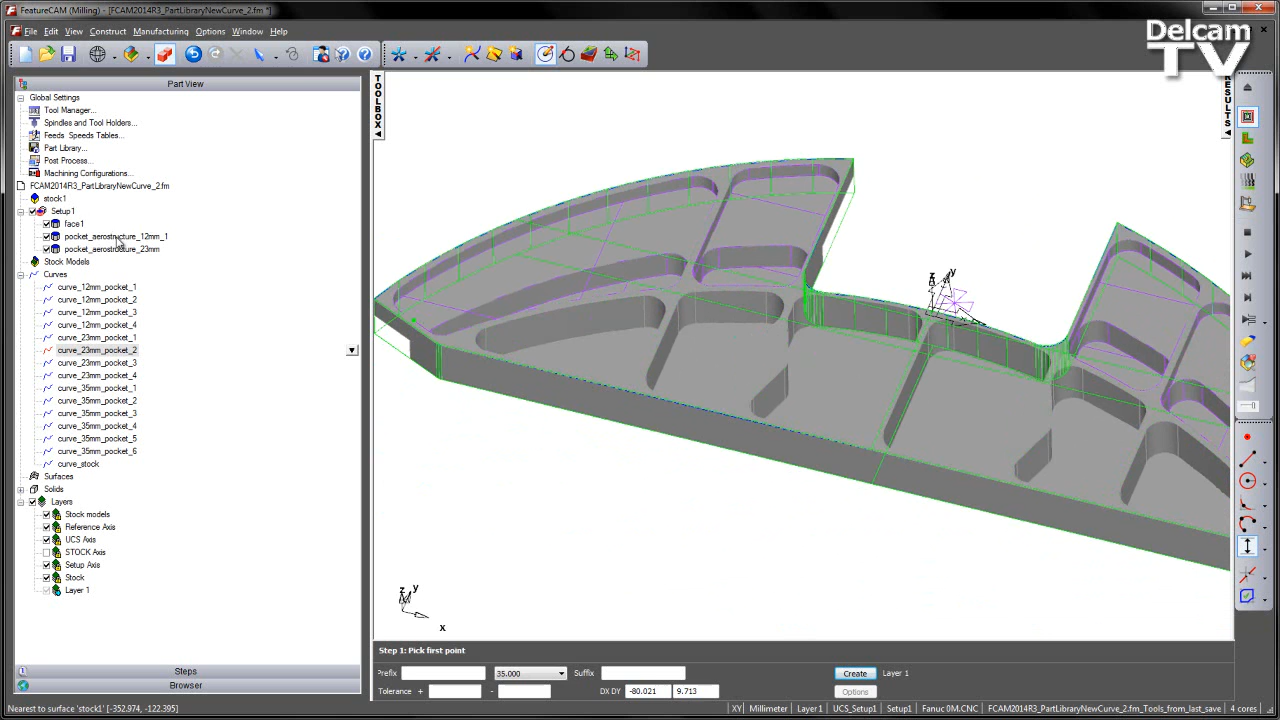 FeatureCAM (Milling) - [FCAM2014R3_PartLibraryNewCurve_2.fm *]
File Edit View Construct Manufacturing Options Window Help
Delcam
TV
Part View
Global Settings
Tool Manager...
Spindles and Tool Holders...
Feeds Speeds Tables...
Part Library...
Post Process...
Machining Configurations...
FCAM2014R3_PartLibraryNewCurve_2.fm
stock1
Setup1
face1
pocket_aerostructure_12mm_1
pocket_aerostructure_23mm
Stock Models
Curves
curve_12mm_pocket_1
curve_12mm_pocket_2
curve_12mm_pocket_3
curve_12mm_pocket_4
curve_23mm_pocket_1
curve_23mm_pocket_2
curve_23mm_pocket_3
curve_23mm_pocket_4
curve_35mm_pocket_1
curve_35mm_pocket_2
curve_35mm_pocket_3
curve_35mm_pocket_4
curve_35mm_pocket_5
curve_35mm_pocket_6
curve_stock
Surfaces
Solids
Layers
Stock models
Reference Axis
UCS Axis
STOCK Axis
Setup Axis
Stock
Layer 1
Steps
Browser
TOOLBOX
RESULTS
z y
z y
x
Step 1: Pick first point
Prefix 35.000 Suffix Create Layer 1
Tolerance + - DX DY -80.021 9.713 Options
Nearest to surface 'stock1' [-352.974, -122.395] XY Millimeter Layer 1 UCS_Setup1 Setup1 Fanuc 0M.CNC FCAM2014R3_PartLibraryNewCurve_2.fm_Tools_from_last_save 4 cores